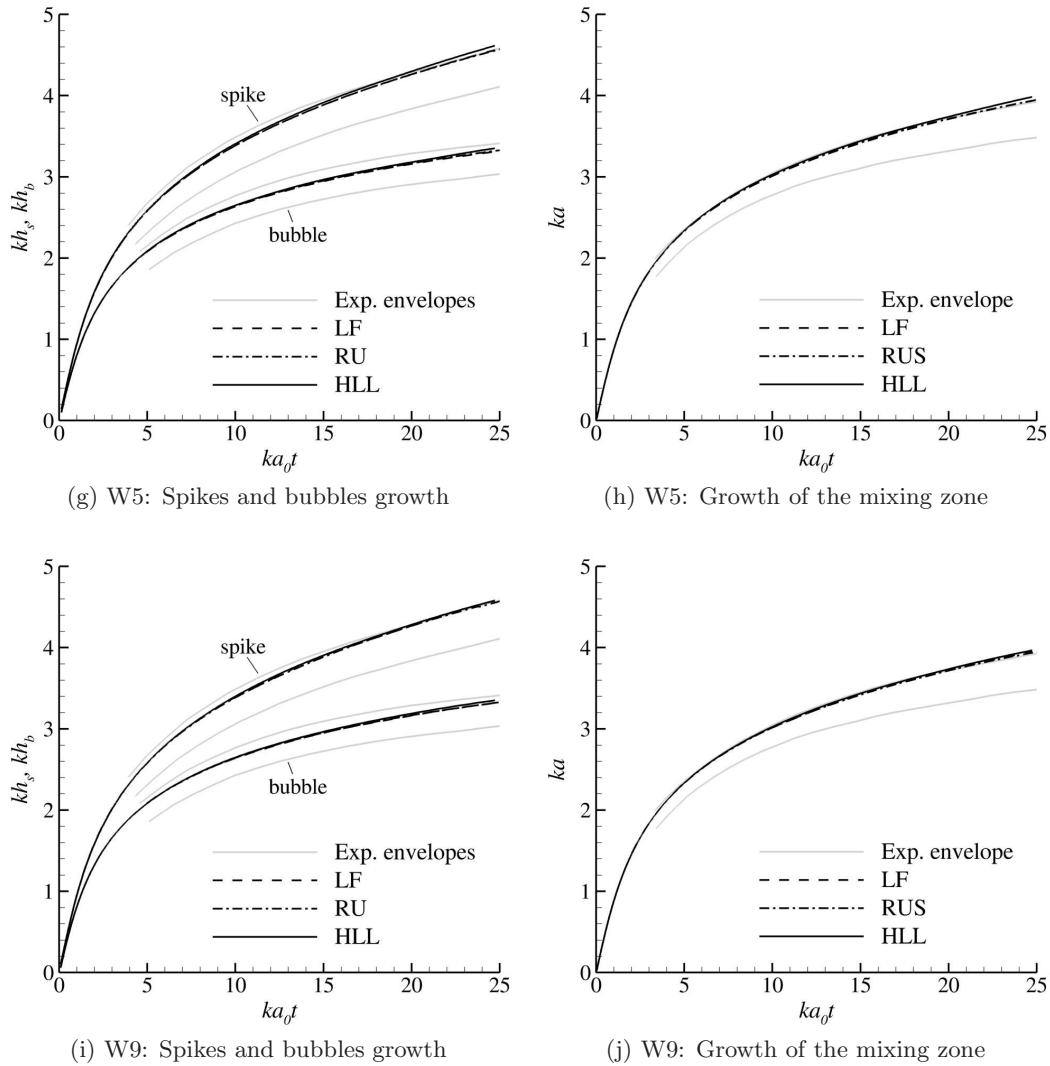 5
4
3
2
1
0
kh_s, kh_b
spike
bubble
Exp. envelopes
LF
RU
HLL
0 5 10 15 20 25
ka_0t
(g) W5: Spikes and bubbles growth
5
4
3
2
1
0
ka
Exp. envelope
LF
RUS
HLL
0 5 10 15 20 25
ka_0t
(h) W5: Growth of the mixing zone
5
4
3
2
1
0
kh_s, kh_b
spike
bubble
Exp. envelopes
LF
RU
HLL
0 5 10 15 20 25
ka_0t
(i) W9: Spikes and bubbles growth
5
4
3
2
1
0
ka
Exp. envelope
LF
RUS
HLL
0 5 10 15 20 25
ka_0t
(j) W9: Growth of the mixing zone